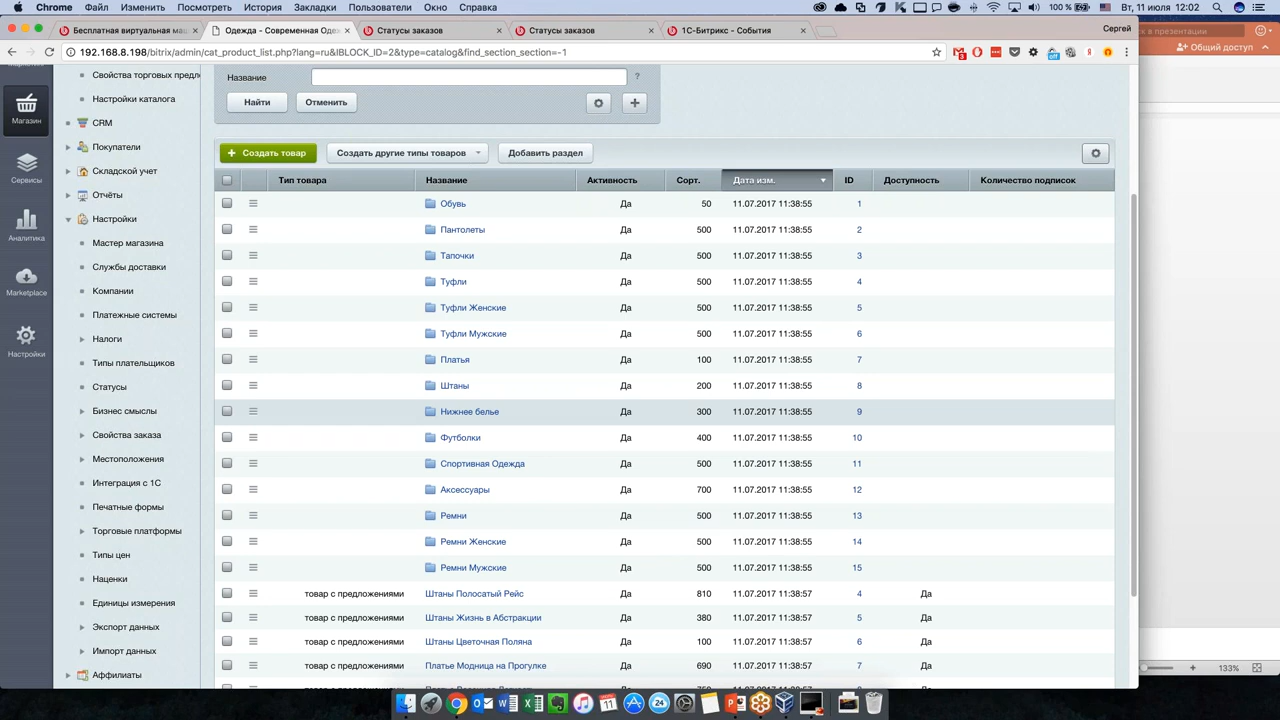 Chrome Файл Изменить Посмотреть История Закладки Пользователи Окно Справка 100 % Вт, 11 июля 12:02
Бесплатная виртуальная маш Одежда - Современная Одеж Статусы заказов Статусы заказов 1С-Битрикс - События Сергей
192.168.8.198/bitrix/admin/cat_product_list.php?lang=ru&IBLOCK_ID=2&type=catalog&find_section_section=-1
в презентации
Общий доступ
Магазин
Сервисы
Аналитика
Marketplace
Настройки
Свойства торговых предл
Настройки каталога
CRM
Покупатели
Складской учет
Отчёты
Настройки
Мастер магазина
Службы доставки
Компании
Платежные системы
Налоги
Типы плательщиков
Статусы
Бизнес смыслы
Свойства заказа
Местоположения
Интеграция с 1С
Печатные формы
Торговые платформы
Типы цен
Наценки
Единицы измерения
Экспорт данных
Импорт данных
Аффилиаты
Название ?
Найти Отменить
+ Создать товар Создать другие типы товаров Добавить раздел
Тип товара Название Активность Сорт. Дата изм. ID Доступность Количество подписок
Обувь Да 50 11.07.2017 11:38:55 1
Пантолеты Да 500 11.07.2017 11:38:55 2
Тапочки Да 500 11.07.2017 11:38:55 3
Туфли Да 500 11.07.2017 11:38:55 4
Туфли Женские Да 500 11.07.2017 11:38:55 5
Туфли Мужские Да 500 11.07.2017 11:38:55 6
Платья Да 100 11.07.2017 11:38:55 7
Штаны Да 200 11.07.2017 11:38:55 8
Нижнее белье Да 300 11.07.2017 11:38:55 9
Футболки Да 400 11.07.2017 11:38:55 10
Спортивная Одежда Да 500 11.07.2017 11:38:55 11
Аксессуары Да 700 11.07.2017 11:38:55 12
Ремни Да 500 11.07.2017 11:38:55 13
Ремни Женские Да 500 11.07.2017 11:38:55 14
Ремни Мужские Да 500 11.07.2017 11:38:55 15
товар с предложениями Штаны Полосатый Рейс Да 810 11.07.2017 11:38:57 4 Да
товар с предложениями Штаны Жизнь в Абстракции Да 380 11.07.2017 11:38:57 5 Да
товар с предложениями Штаны Цветочная Поляна Да 100 11.07.2017 11:38:57 6 Да
товар с предложениями Платье Модница на Прогулке Да 690 11.07.2017 11:38:57 7 Да
133%